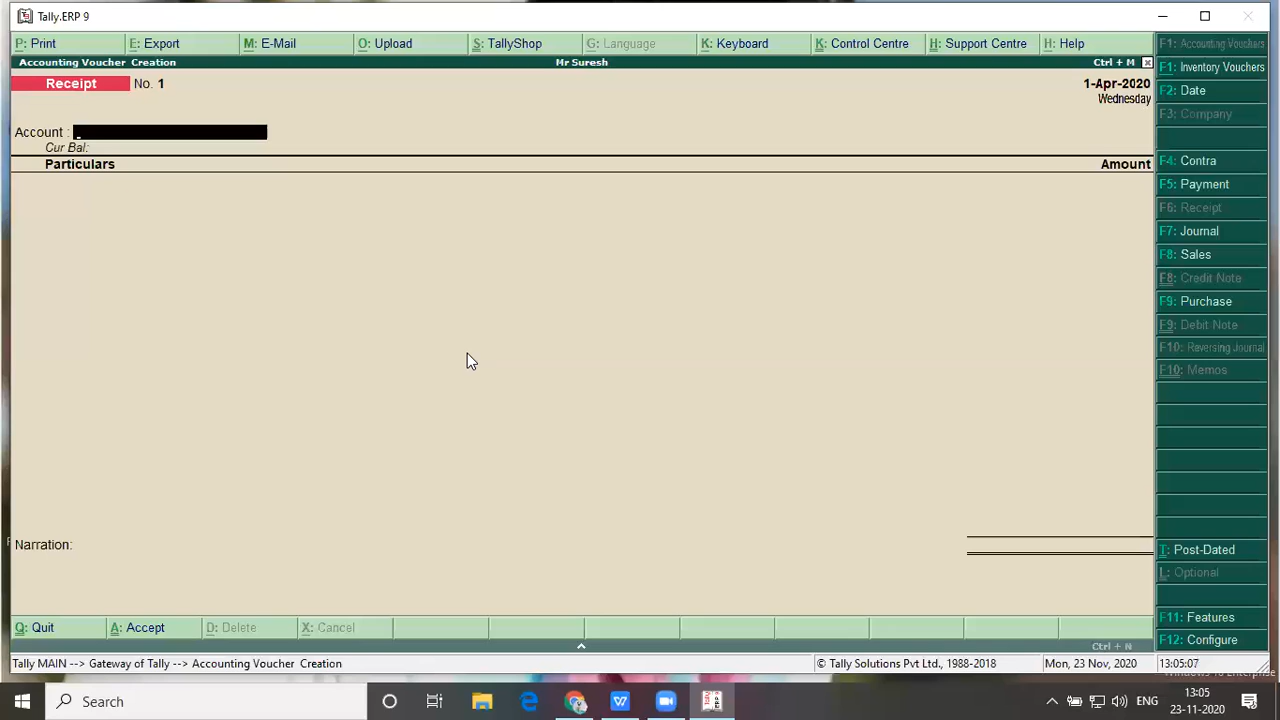 Tally.ERP 9
P: Print
E: Export
M: E-Mail
O: Upload
S: TallyShop
G: Language
K: Keyboard
K: Control Centre
H: Support Centre
H: Help
F1: Accounting Vouchers
Accounting Voucher Creation
Mr Suresh
Ctrl + M
F1: Inventory Vouchers
Receipt
No. 1
1-Apr-2020
Wednesday
F2: Date
F3: Company
Account :
Cur Bal:
Particulars
Amount
F4: Contra
F5: Payment
F6: Receipt
F7: Journal
F8: Sales
F8: Credit Note
F9: Purchase
F9: Debit Note
F10: Reversing Journal
F10: Memos
Narration:
T: Post-Dated
L: Optional
F11: Features
F12: Configure
Q: Quit
A: Accept
D: Delete
X: Cancel
Ctrl + N
Tally MAIN --> Gateway of Tally --> Accounting Voucher Creation
© Tally Solutions Pvt Ltd., 1988-2018
Mon, 23 Nov, 2020
13:05:07
Search
ENG
13:05
23-11-2020